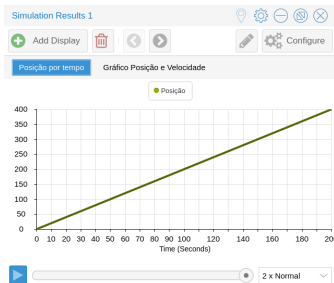 Simulation Results 1
Add Display
Configure
Posição por tempo
Gráfico Posição e Velocidade
Posição
400
350
300
250
200
150
100
50
0
0 10 20 30 40 50 60 70 80 90 100 120 140 160 180 200
Time (Seconds)
2 x Normal